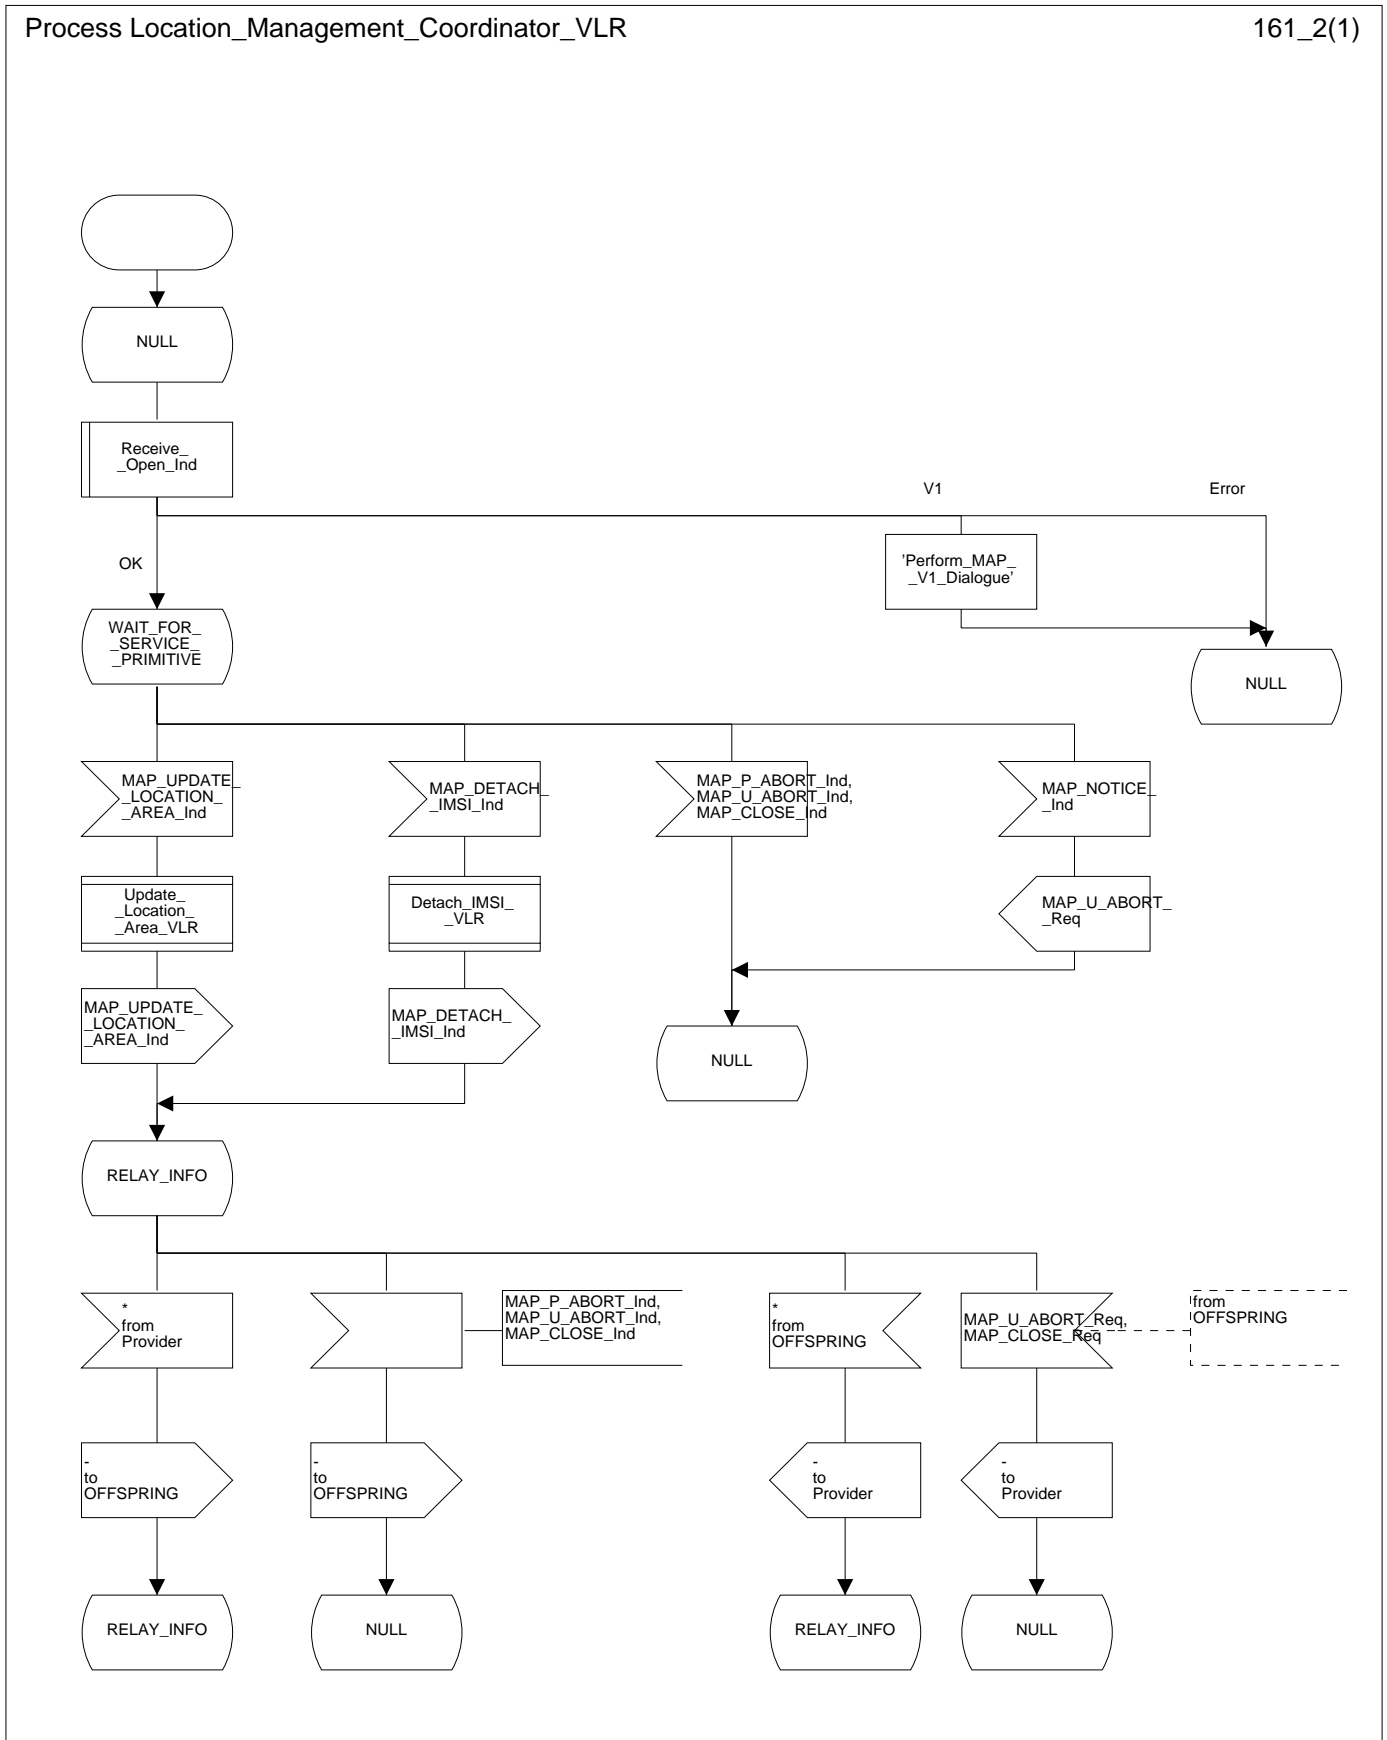 Process Location_Management_Coordinator_VLR
161_2(1)
NULL
Receive_
_Open_Ind
V1
Error
OK
'Perform_MAP_
_V1_Dialogue'
WAIT_FOR_
_SERVICE_
_PRIMITIVE
NULL
MAP_UPDATE_
_LOCATION_
_AREA_Ind
MAP_DETACH_
_IMSI_Ind
MAP_P_ABORT_Ind,
MAP_U_ABORT_Ind,
MAP_CLOSE_Ind
MAP_NOTICE_
_Ind
Update_
_Location_
_Area_VLR
Detach_IMSI_
_VLR
MAP_U_ABORT_
_Req
MAP_UPDATE_
_LOCATION_
_AREA_Ind
MAP_DETACH_
_IMSI_Ind
NULL
RELAY_INFO
*
from
Provider
MAP_P_ABORT_Ind,
MAP_U_ABORT_Ind,
MAP_CLOSE_Ind
*
from
OFFSPRING
MAP_U_ABORT_Req,
MAP_CLOSE_Req
from
OFFSPRING
-
to
OFFSPRING
-
to
OFFSPRING
-
to
Provider
-
to
Provider
RELAY_INFO
NULL
RELAY_INFO
NULL